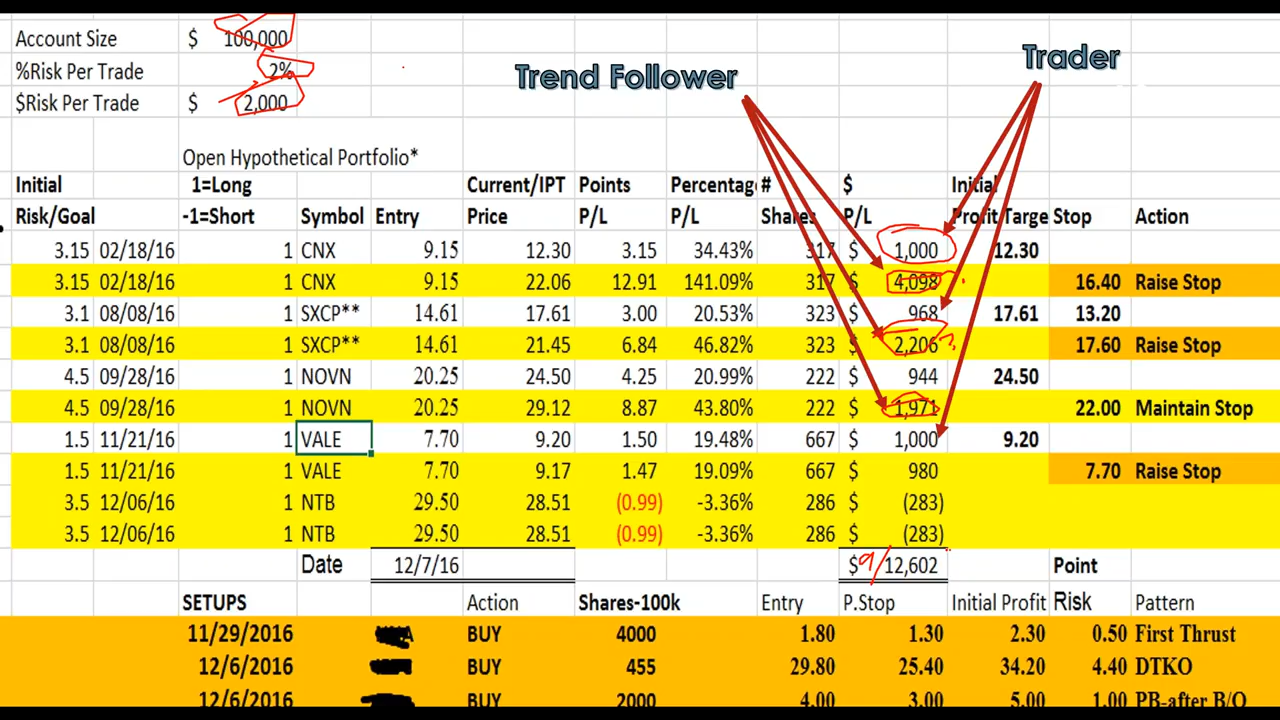 Account Size $ 100,000
%Risk Per Trade 2%
$Risk Per Trade $ 2,000
Trend Follower
Trader
Open Hypothetical Portfolio*
Initial 1=Long Current/IPT Points Percentag # $ Initial
Risk/Goal -1=Short Symbol Entry Price P/L P/L Shares P/L Profit Targe Stop Action
3.15 02/18/16 1 CNX 9.15 12.30 3.15 34.43% 317 $ 1,000 12.30
3.15 02/18/16 1 CNX 9.15 22.06 12.91 141.09% 317 $ 4,098 16.40 Raise Stop
3.1 08/08/16 1 SXCP** 14.61 17.61 3.00 20.53% 323 $ 968 17.61 13.20
3.1 08/08/16 1 SXCP** 14.61 21.45 6.84 46.82% 323 $ 2,206 17.60 Raise Stop
4.5 09/28/16 1 NOVN 20.25 24.50 4.25 20.99% 222 $ 944 24.50
4.5 09/28/16 1 NOVN 20.25 29.12 8.87 43.80% 222 $ 1,971 22.00 Maintain Stop
1.5 11/21/16 1 VALE 7.70 9.20 1.50 19.48% 667 $ 1,000 9.20
1.5 11/21/16 1 VALE 7.70 9.17 1.47 19.09% 667 $ 980 7.70 Raise Stop
3.5 12/06/16 1 NTB 29.50 28.51 (0.99) -3.36% 286 $ (283)
3.5 12/06/16 1 NTB 29.50 28.51 (0.99) -3.36% 286 $ (283)
Date 12/7/16 $ 12,602 Point
SETUPS Action Shares-100k Entry P.Stop Initial Profit Risk Pattern
11/29/2016 BUY 4000 1.80 1.30 2.30 0.50 First Thrust
12/6/2016 BUY 455 29.80 25.40 34.20 4.40 DTKO
12/6/2016 BUY 2000 4.00 3.00 5.00 1.00 PB-after B/O